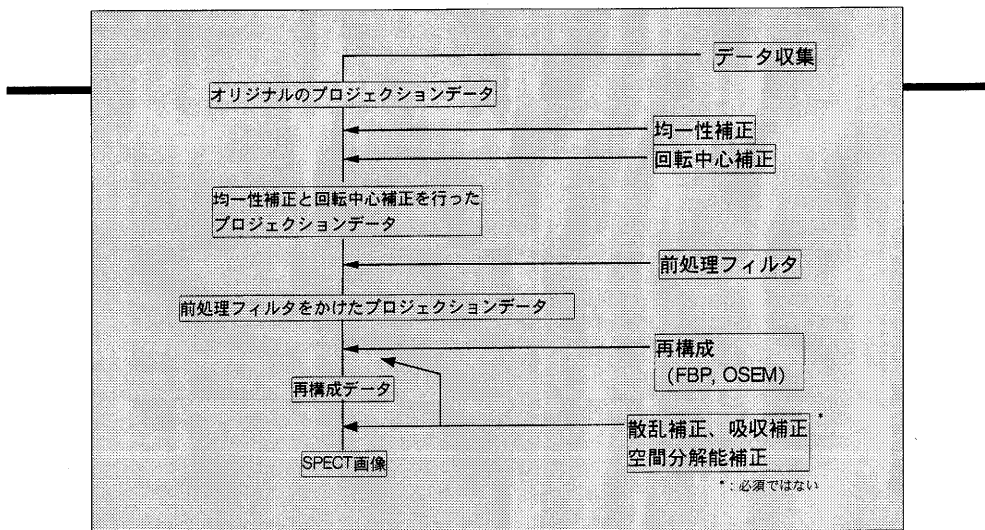 データ収集
オリジナルのプロジェクションデータ
均一性補正
回転中心補正
均一性補正と回転中心補正を行った
プロジェクションデータ
前処理フィルタ
前処理フィルタをかけたプロジェクションデータ
再構成
(FBP, OSEM)
再構成データ
散乱補正、吸収補正*
空間分解能補正
SPECT画像
*：必須ではない